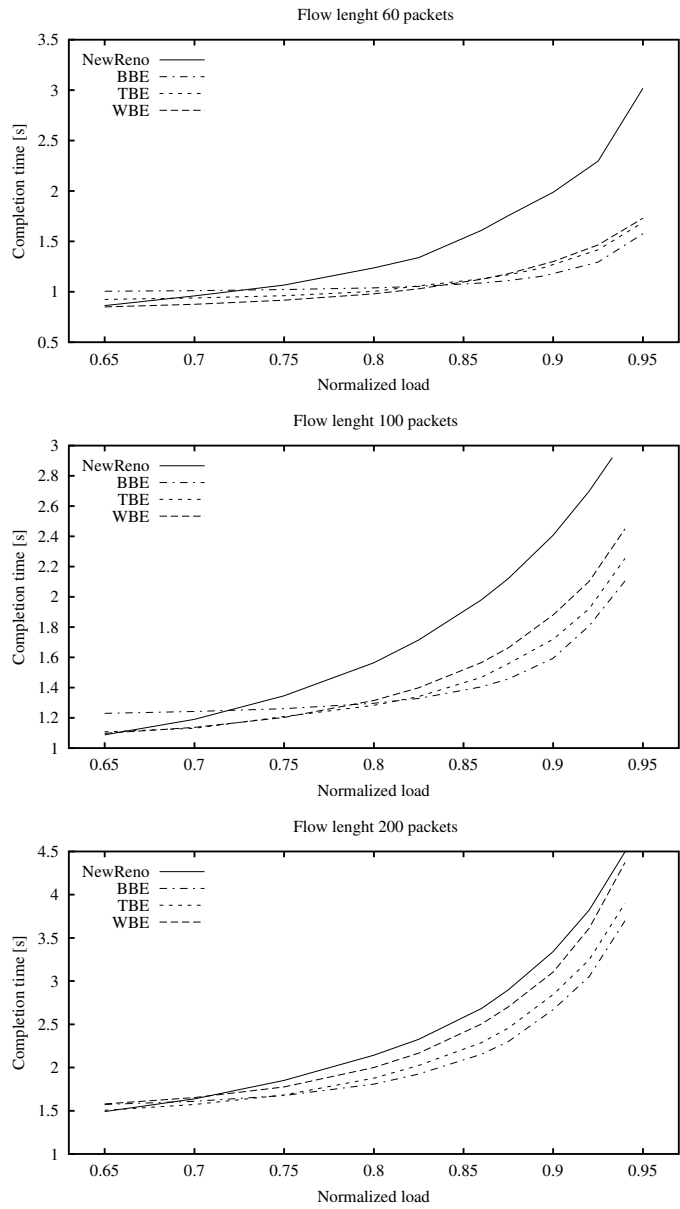 Flow lenght 60 packets
3.5
3
2.5
2
1.5
1
0.5
Completion time [s]
NewReno
BBE
TBE
WBE
0.65 0.7 0.75 0.8 0.85 0.9 0.95
Normalized load
Flow lenght 100 packets
3
2.8
2.6
2.4
2.2
2
1.8
1.6
1.4
1.2
1
Completion time [s]
NewReno
BBE
TBE
WBE
0.65 0.7 0.75 0.8 0.85 0.9 0.95
Normalized load
Flow lenght 200 packets
4.5
4
3.5
3
2.5
2
1.5
1
Completion time [s]
NewReno
BBE
TBE
WBE
0.65 0.7 0.75 0.8 0.85 0.9 0.95
Normalized load